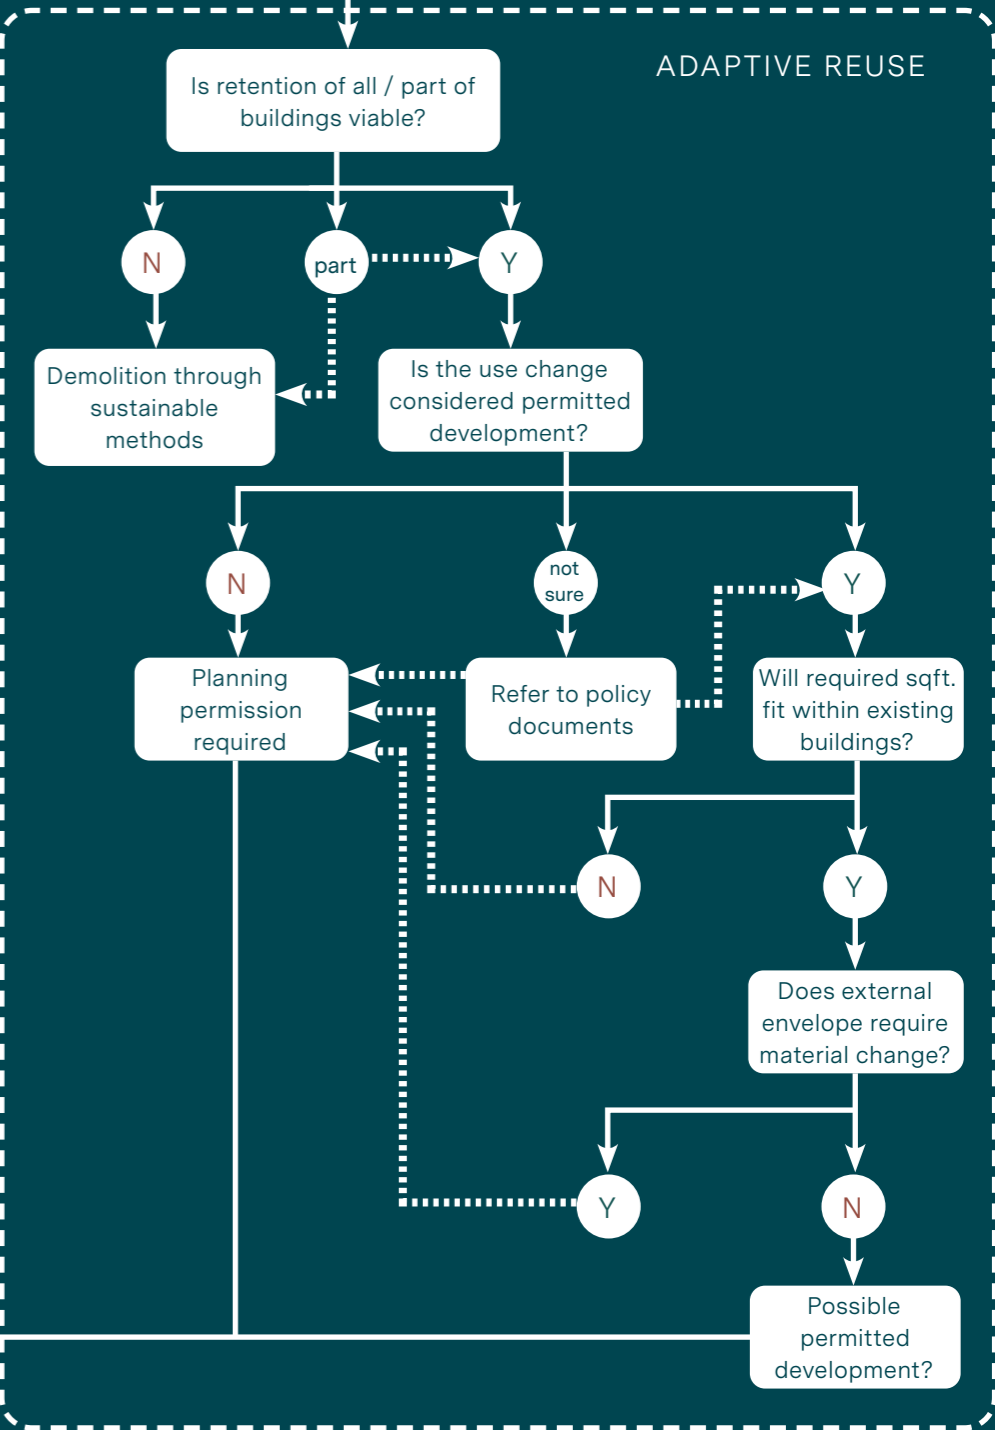 ADAPTIVE REUSE
Is retention of all / part of
buildings viable?
N
part
Y
Demolition through
sustainable
methods
Is the use change
considered permitted
development?
N
not
sure
Y
Planning
permission
required
Refer to policy
documents
Will required sqft.
fit within existing
buildings?
N
Y
Does external
envelope require
material change?
Y
N
Possible
permitted
development?